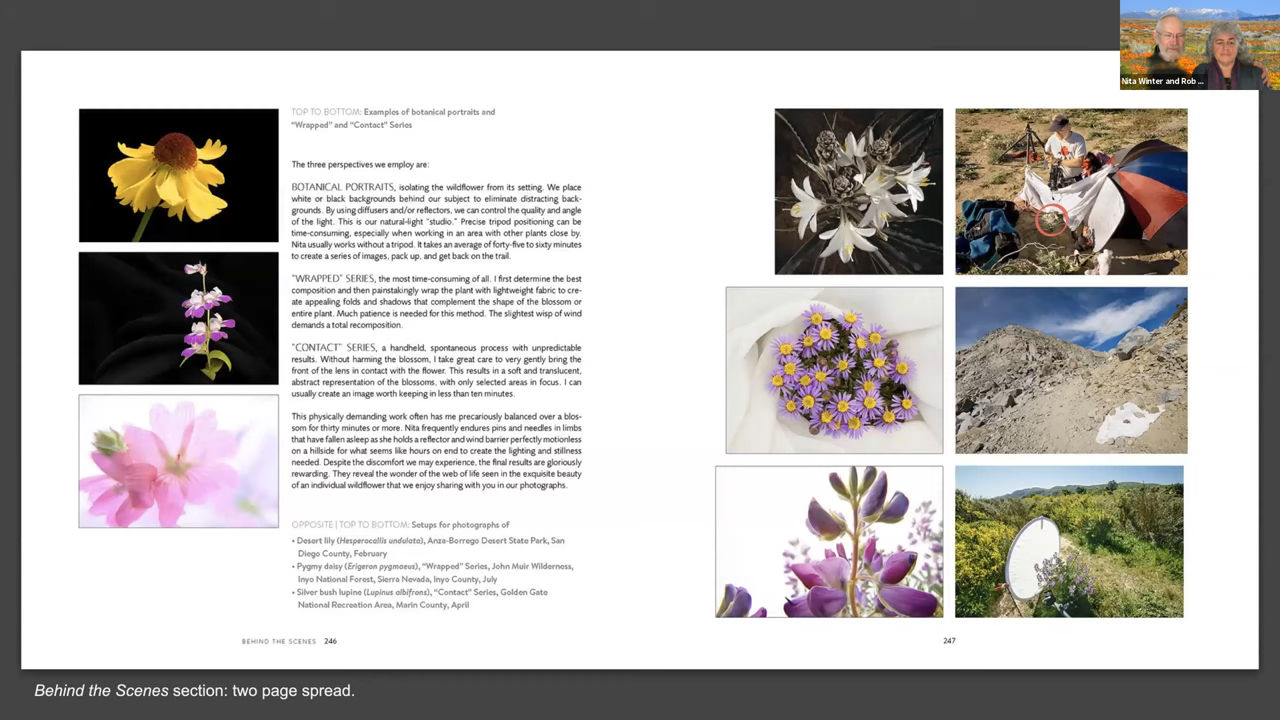 Nita Winter and Rob ...
TOP TO BOTTOM: Examples of botanical portraits and
“Wrapped” and “Contact” Series
The three perspectives we employ are:
BOTANICAL PORTRAITS, isolating the wildflower from its setting. We place
white or black backgrounds behind our subject to eliminate distracting back-
grounds. By using diffusers and/or reflectors, we can control the quality and angle
of the light. This is our natural-light “studio.” Precise tripod positioning can be
time-consuming, especially when working in an area with other plants close by.
Nita usually works without a tripod. It takes an average of forty-five to sixty minutes
to create a series of images, pack up, and get back on the trail.
“WRAPPED” SERIES, the most time-consuming of all. I first determine the best
composition and then painstakingly wrap the plant with lightweight fabric to cre-
ate appealing folds and shadows that complement the shape of the blossom or
entire plant. Much patience is needed for this method. The slightest wisp of wind
demands a total recomposition.
“CONTACT” SERIES, a handheld, spontaneous process with unpredictable
results. Without harming the blossom, I take great care to very gently bring the
front of the lens in contact with the flower. This results in a soft and translucent,
abstract representation of the blossoms, with only selected areas in focus. I can
usually create an image worth keeping in less than ten minutes.
This physically demanding work often has me precariously balanced over a blos-
som for thirty minutes or more. Nita frequently endures pins and needles in limbs
that have fallen asleep as she holds a reflector and wind barrier perfectly motionless
on a hillside for what seems like hours on end to create the lighting and stillness
needed. Despite the discomfort we may experience, the final results are gloriously
rewarding. They reveal the wonder of the web of life seen in the exquisite beauty
of an individual wildflower that we enjoy sharing with you in our photographs.
OPPOSITE | TOP TO BOTTOM: Setups for photographs of
• Desert lily (Hesperocallis undulata), Anza-Borrego Desert State Park, San
Diego County, February
• Pygmy daisy (Erigeron pygmaeus), “Wrapped” Series, John Muir Wilderness,
Inyo National Forest, Sierra Nevada, Inyo County, July
• Silver bush lupine (Lupinus albifrons), “Contact” Series, Golden Gate
National Recreation Area, Marin County, April
BEHIND THE SCENES 246
247
Behind the Scenes section: two page spread.